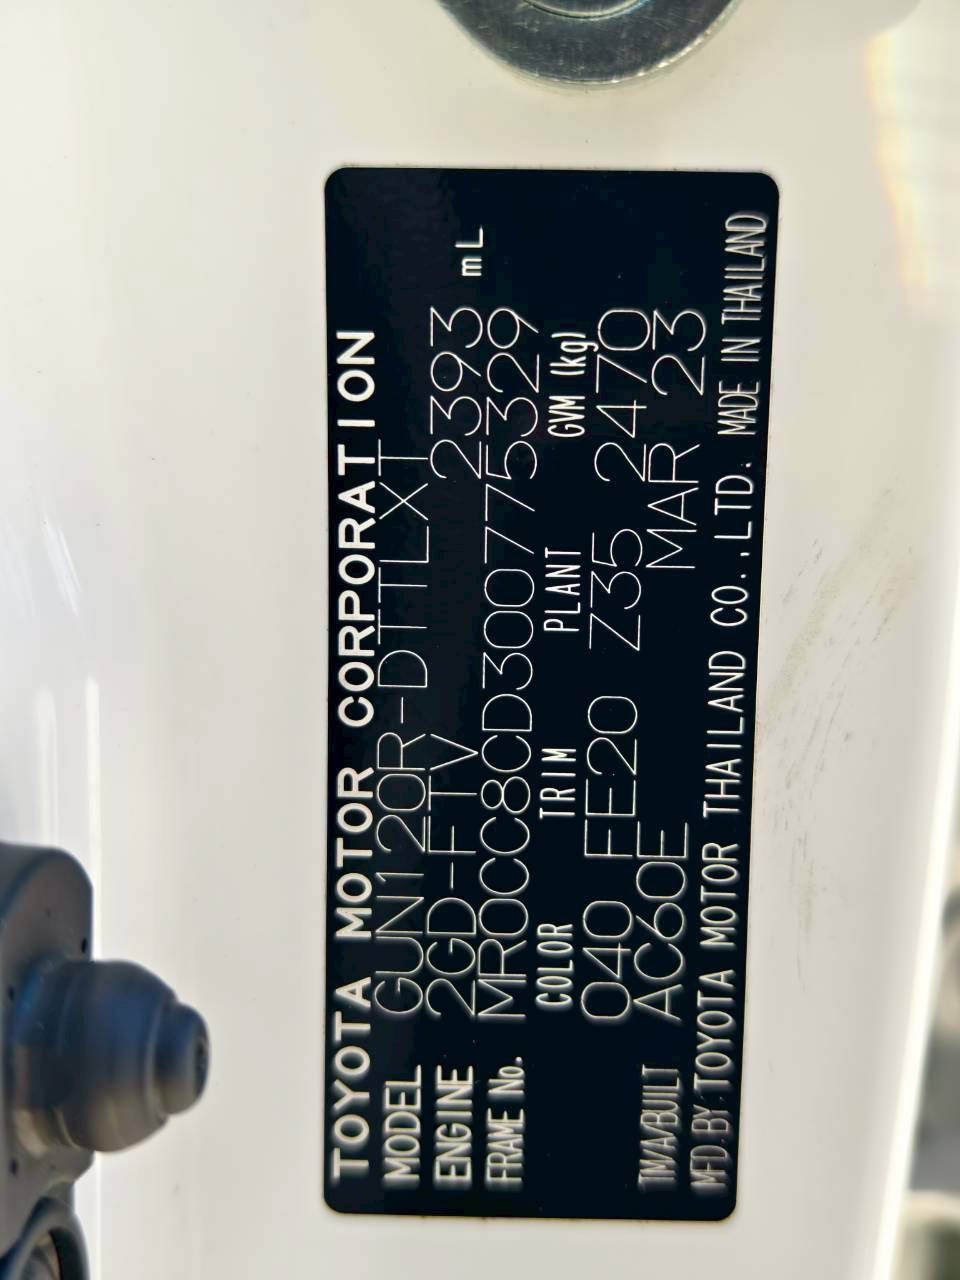 TOYOTA MOTOR CORPORATION
MODEL GUN120R-DTTLXT
ENGINE 2GD-FTV 2393 mL
FRAME No. MR0CC8CD300775329
COLOR TRIM PLANT GVM (kg)
040 FE20 Z35 2470
TM/A/BUILT AC60E MAR 23
MFD.BY.TOYOTA MOTOR THAILAND CO.,LTD. MADE IN THAILAND